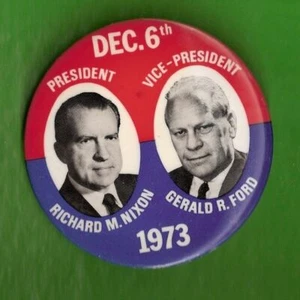 DEC. 6th
PRESIDENT
VICE-PRESIDENT
RICHARD M. NIXON
GERALD R. FORD
1973